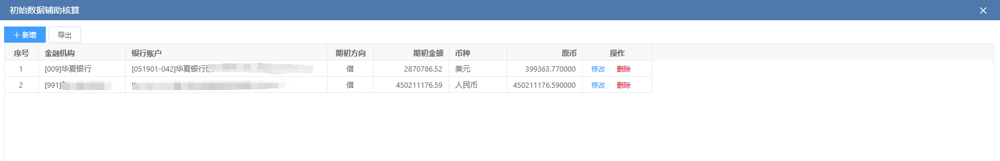 初始数据辅助核算
新增 导出
序号 金融机构 银行账户 期初方向 期初金额 币种 原币 操作
1 [009]华夏银行 [051901-042]华夏银行 借 2870786.52 美元 399363.770000 修改 删除
2 [991] 借 450211176.59 人民币 450211176.590000 修改 删除